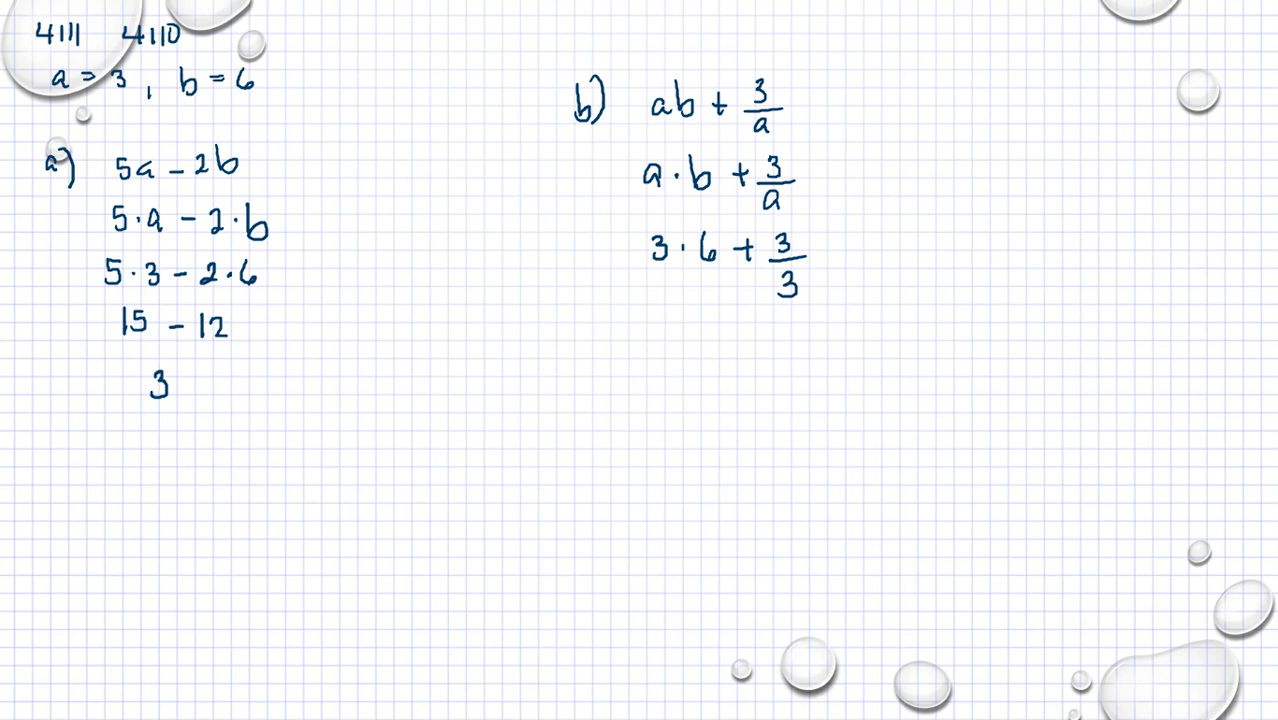 4111 4110
a = 3, b = 6
a) 5a - 2b
5·a - 2·b
5·3 - 2·6
15 - 12
3
b) ab + 3/a
a·b + 3/a
3·6 + 3/3